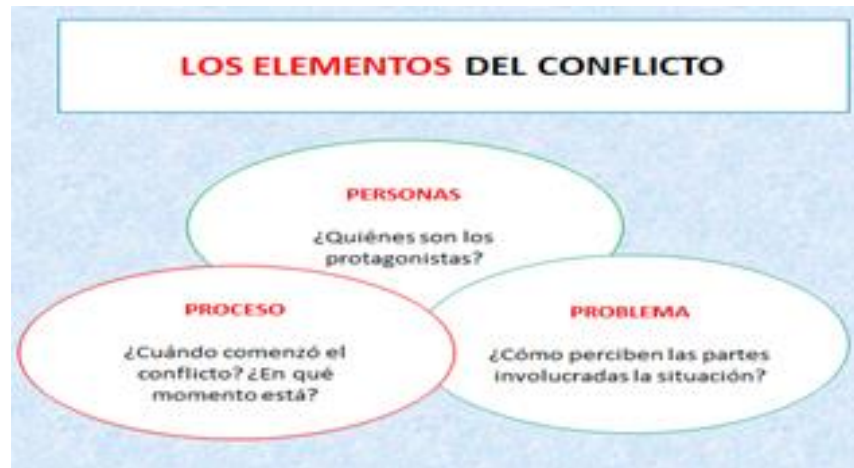 LOS ELEMENTOS DEL CONFLICTO
PERSONAS
¿Quiénes son los
protagonistas?
PROCESO
¿Cuándo comenzó el
conflicto? ¿En qué
momento está?
PROBLEMA
¿Cómo perciben las partes
involucradas la situación?